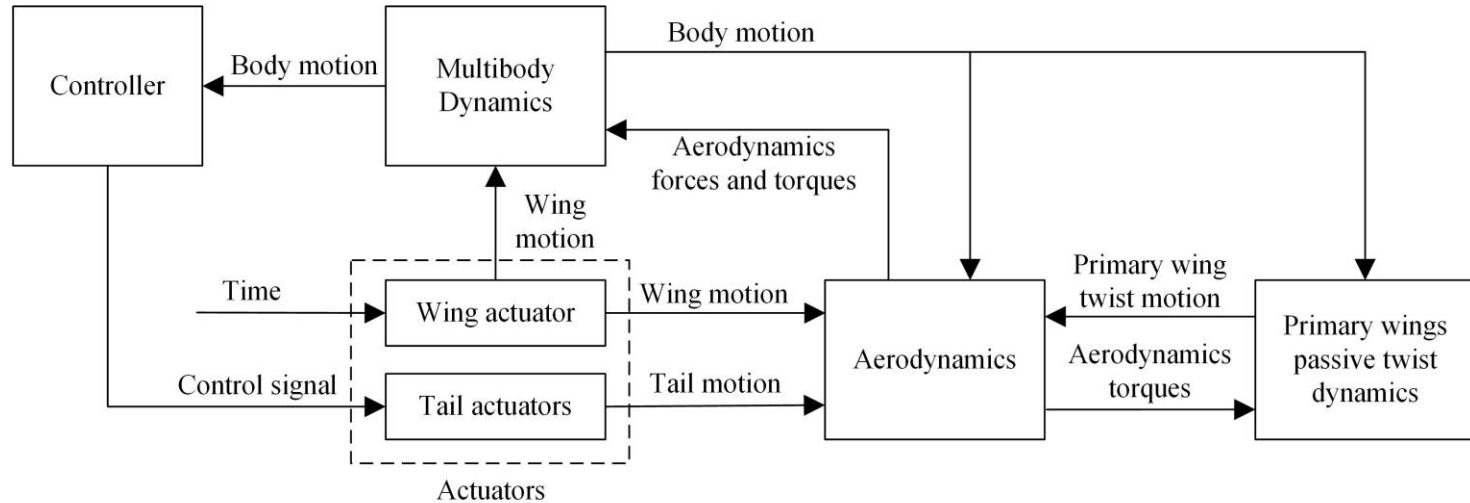 Controller
Body motion
Multibody
Dynamics
Body motion
Aerodynamics
forces and torques
Wing
motion
Time
Wing actuator
Wing motion
Control signal
Tail actuators
Tail motion
Actuators
Aerodynamics
Primary wing
twist motion
Aerodynamics
torques
Primary wings
passive twist
dynamics